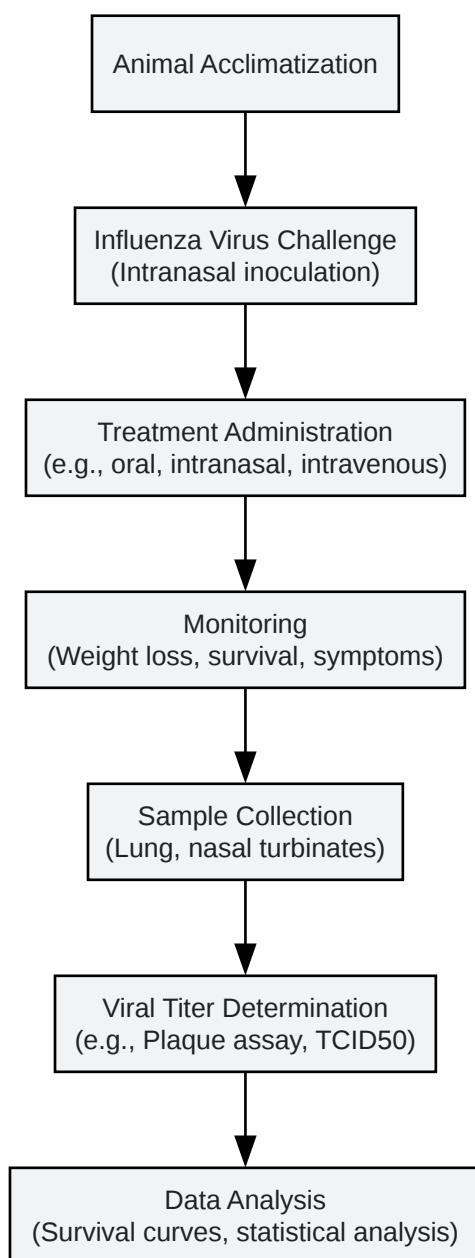 Animal Acclimatization
Influenza Virus Challenge
(Intranasal inoculation)
Treatment Administration
(e.g., oral, intranasal, intravenous)
Monitoring
(Weight loss, survival, symptoms)
Sample Collection
(Lung, nasal turbinates)
Viral Titer Determination
(e.g., Plaque assay, TCID50)
Data Analysis
(Survival curves, statistical analysis)